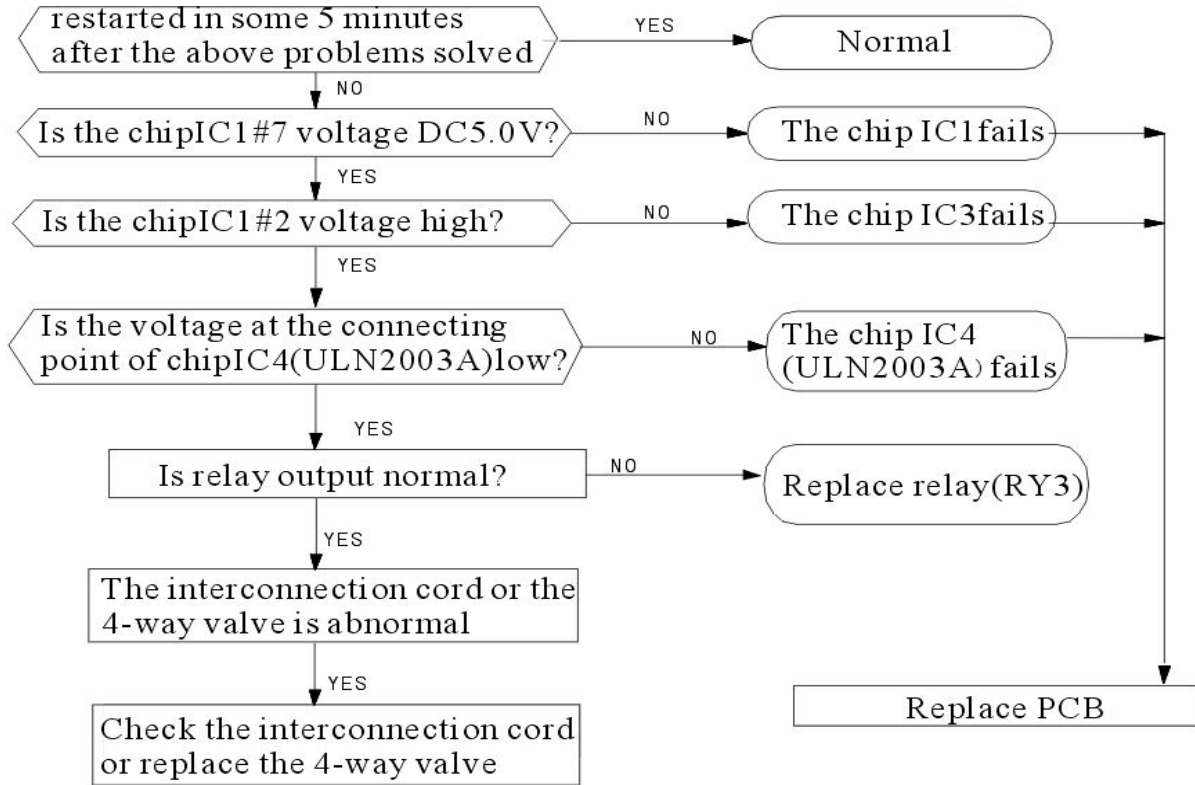 restarted in some 5 minutes
after the above problems solved
YES
Normal
NO
Is the chipIC1#7 voltage DC5.0V?
NO
The chip IC1fails
YES
Is the chipIC1#2 voltage high?
NO
The chip IC3fails
YES
Is the voltage at the connecting
point of chipIC4(ULN2003A)low?
NO
The chip IC4
(ULN2003A) fails
YES
Is relay output normal?
NO
Replace relay(RY3)
YES
The interconnection cord or the
4-way valve is abnormal
YES
Check the interconnection cord
or replace the 4-way valve
Replace PCB